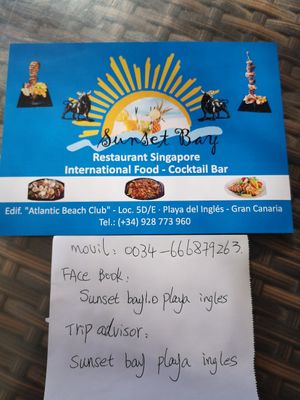 Sunset Bay
Restaurant Singapore
International Food - Cocktail Bar
Edif. "Atlantic Beach Club" - Loc. 5D/E - Playa del Inglés - Gran Canaria
Tel.: (+34) 928 773 960
movil: 0034-666879263.
FAce Book:
Sunset bay1.0 playa ingles
Trip advisor:
Sunset bay playa ingles